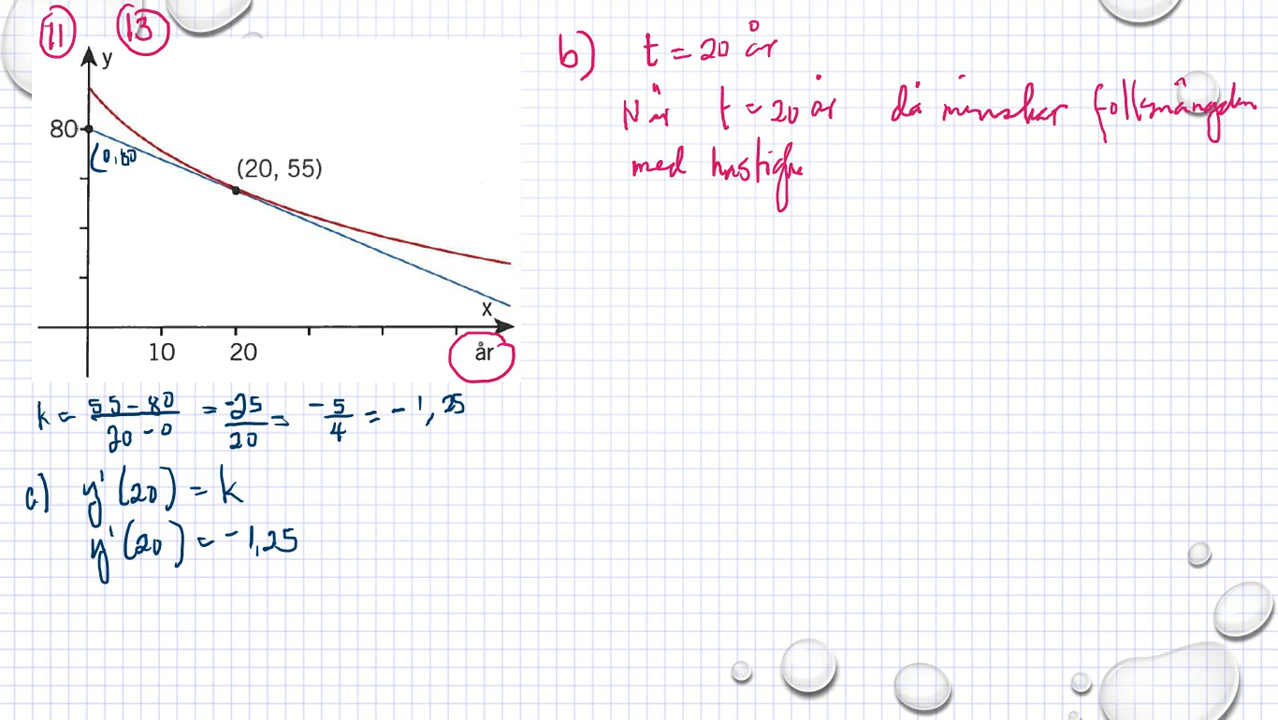 11 13
y
80
(0,80
(20, 55)
x
10 20 år
k = 55-80/20-0 = -25/20 = -5/4 = -1,25
a) y'(20) = k
y'(20) = -1,25
b) t = 20 år
När t = 20 år då minskar folkmängden
med hastighe